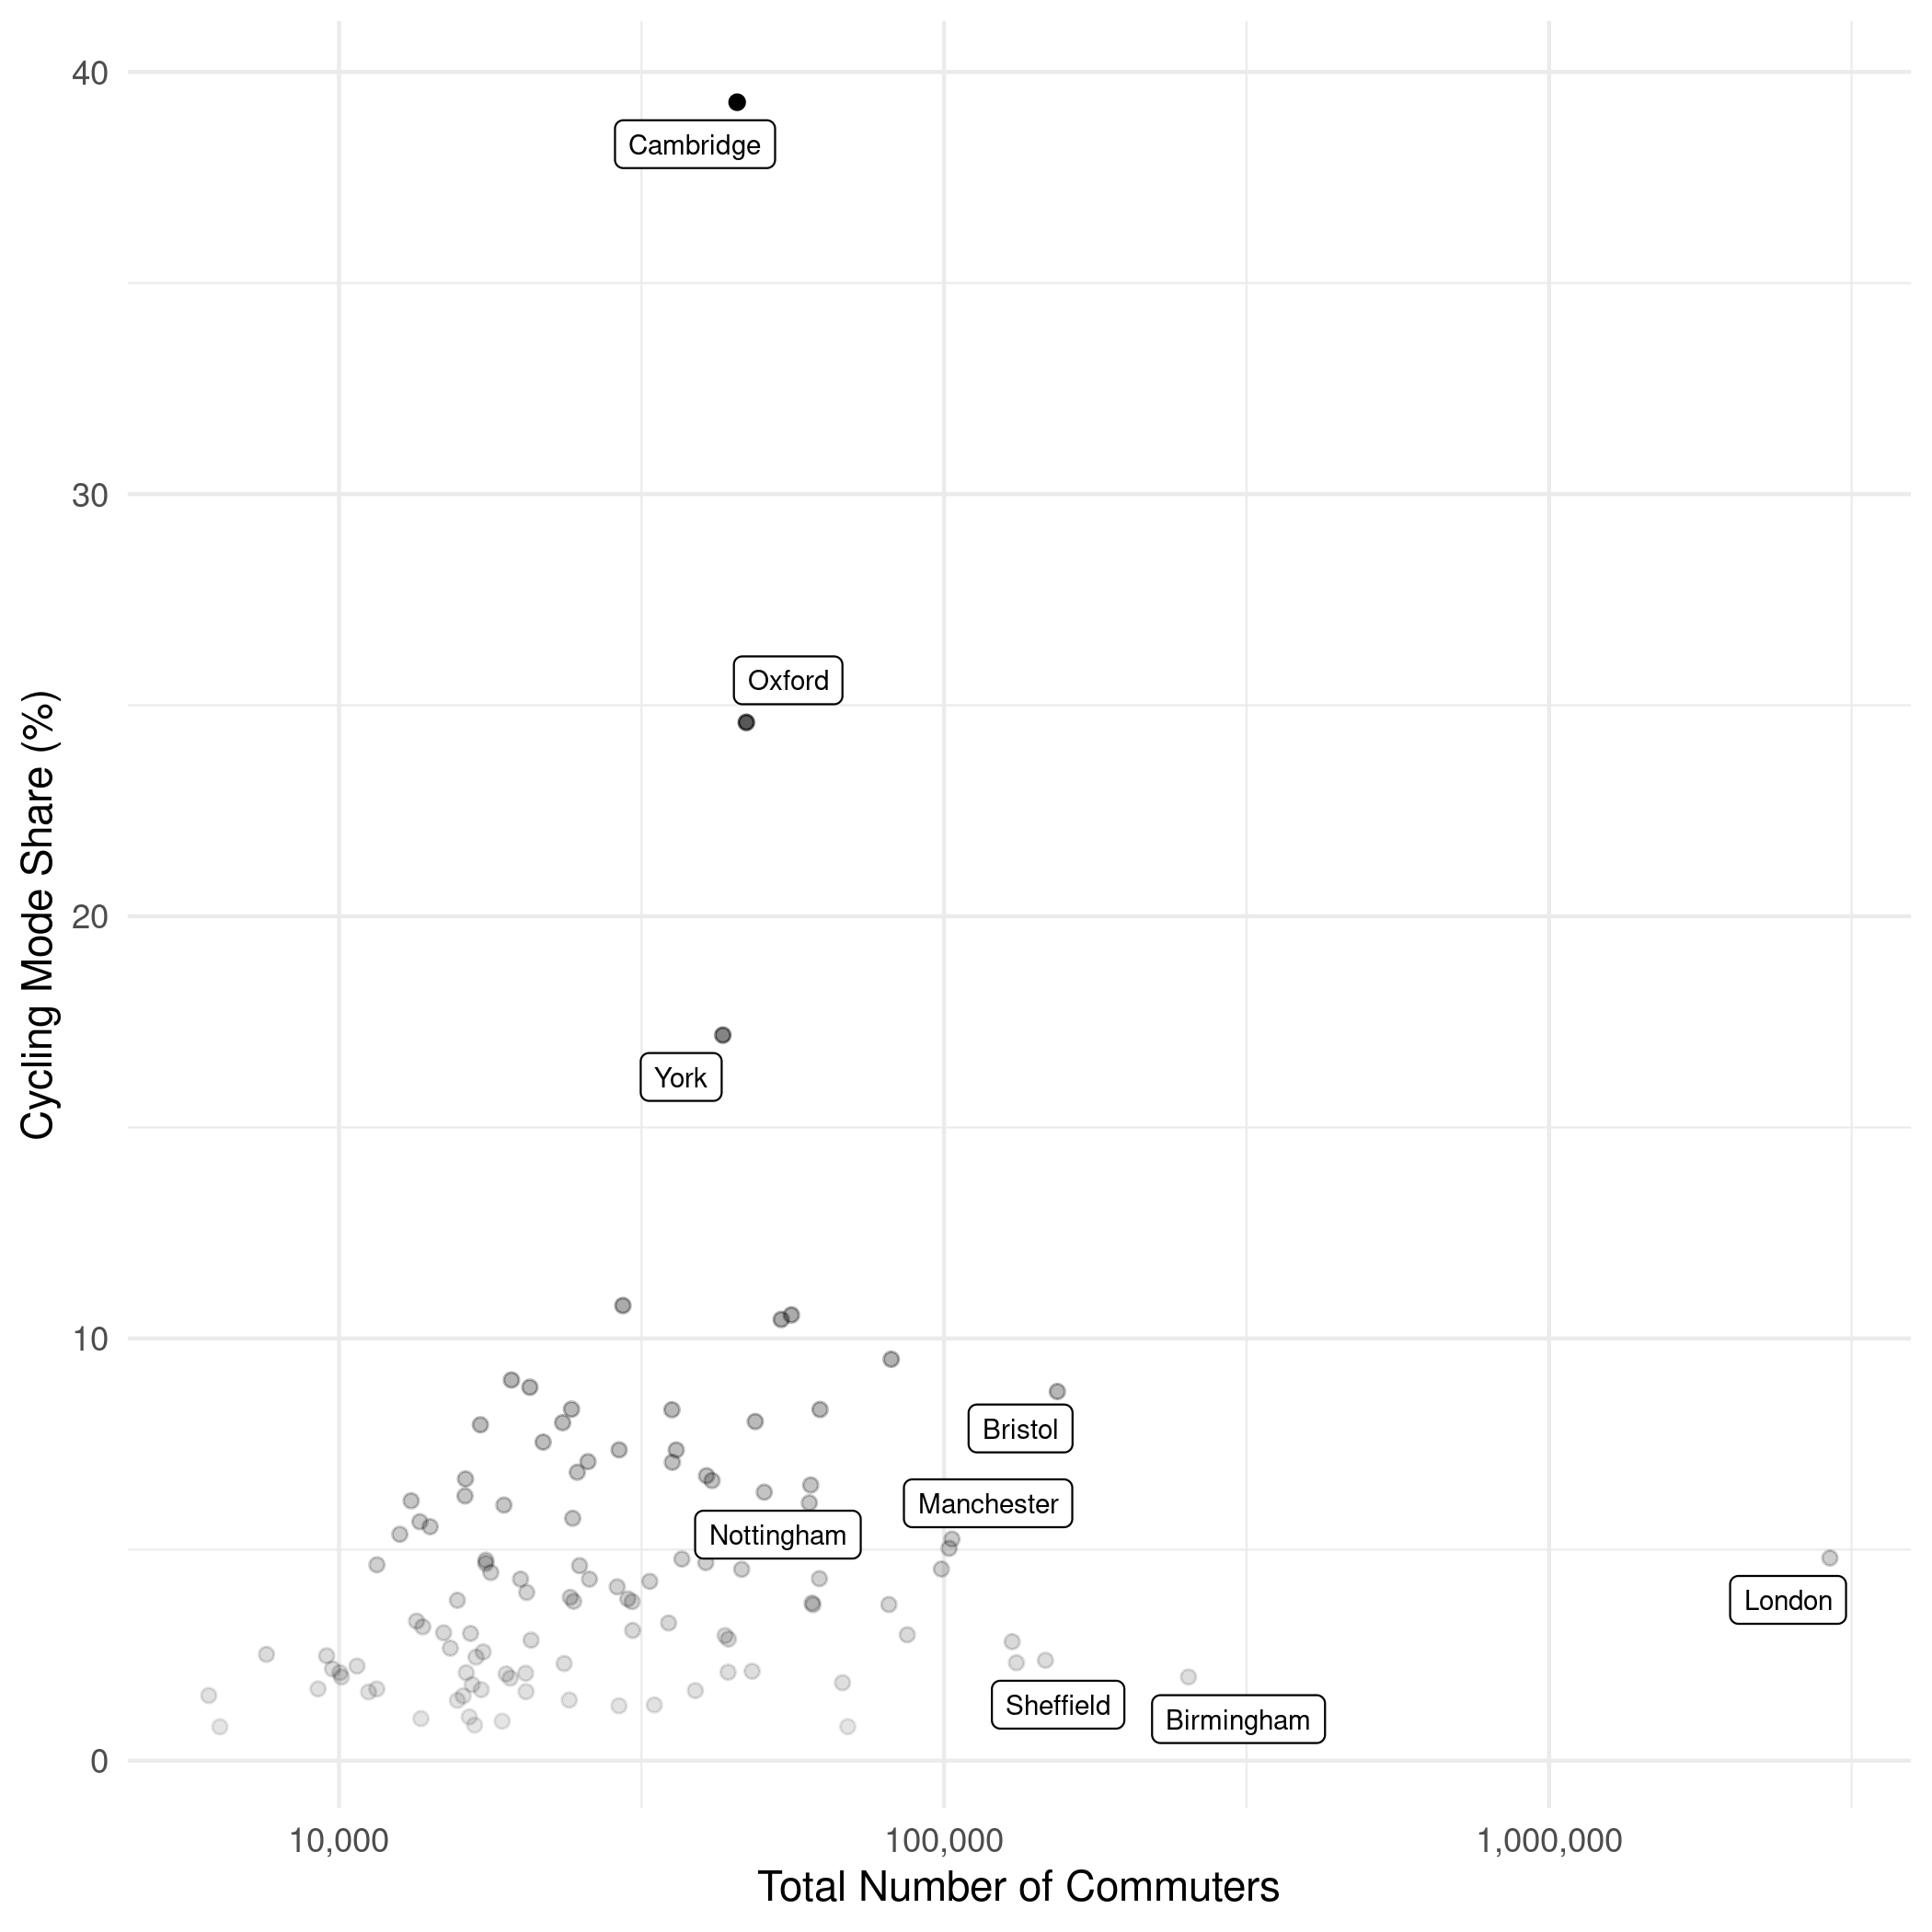 Cycling Mode Share (%)
40
30
20
10
0
Cambridge
Oxford
York
Bristol
Manchester
Nottingham
London
Sheffield
Birmingham
10,000
100,000
1,000,000
Total Number of Commuters